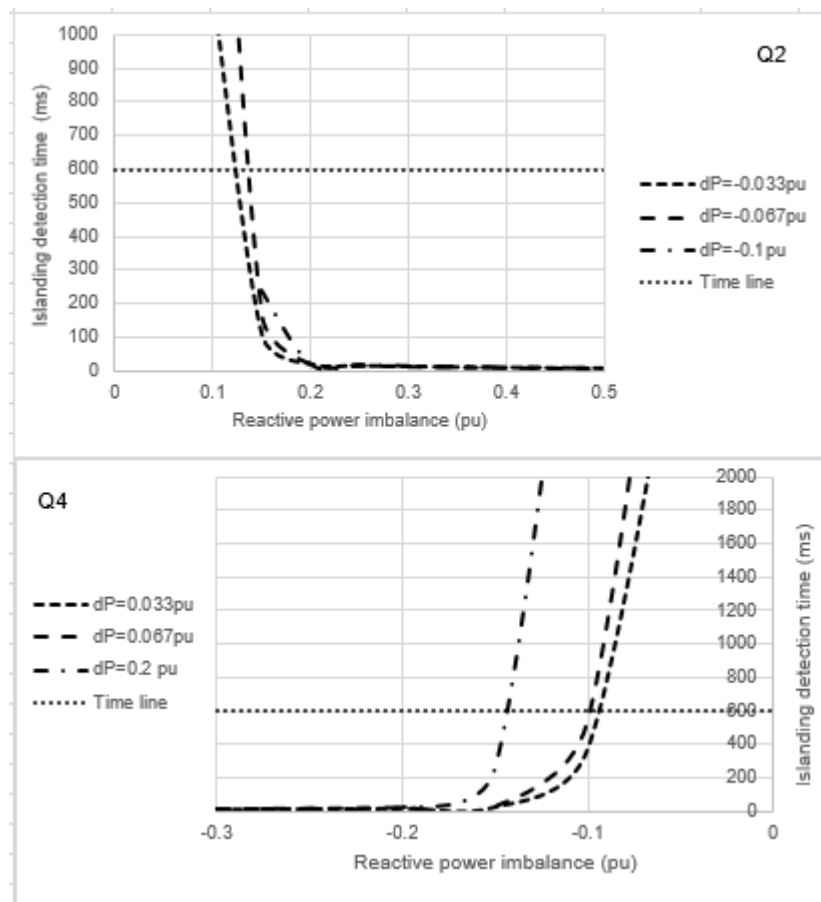 Q2
1000
900
800
700
600
500
400
300
200
100
0
Islanding detection time (ms)
0 0.1 0.2 0.3 0.4 0.5
Reactive power imbalance (pu)
dP=-0.033pu
dP=-0.067pu
dP=-0.1pu
Time line
Q4
dP=0.033pu
dP=0.067pu
dP=0.2 pu
Time line
2000
1800
1600
1400
1200
1000
800
600
400
200
0
Islanding detection time (ms)
-0.3 -0.2 -0.1 0
Reactive power imbalance (pu)